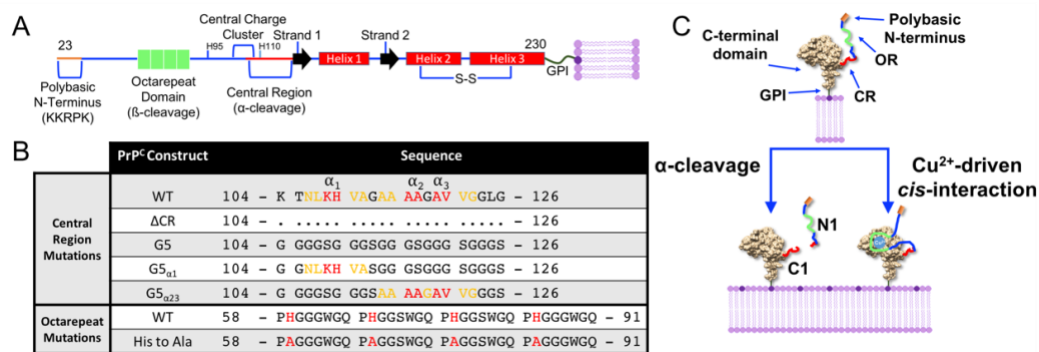 A
Central Charge
Cluster
23
H95
H110
Strand 1
Strand 2
230
Helix 1
Helix 2
Helix 3
GPI
S-S
Polybasic
N-Terminus
(KKRPK)
Octarepeat
Domain
(ß-cleavage)
Central Region
(α-cleavage)
B
PrPC Construct Sequence
α1 α2 α3
Central
Region
Mutations
WT 104 – K TNLKH VAGAA AAGAV VGGLG – 126
ΔCR 104 – . ..... ..... ..... ..... – 126
G5 104 – G GGGSG GGSGG GSGGG SGGGS – 126
G5α1 104 – G GNLKH VASGG GGGGG SGGGS – 126
G5α23 104 – G GGGSG GGSAA AAGAV VGGGS – 126
Octarepeat
Mutations
WT 58 – PHGGGWGQ PHGGSWGQ PHGGSWGQ PHGGGWGQ – 91
His to Ala 58 – PAGGGWGQ PAGGSWGQ PAGGSWGQ PAGGGWGQ – 91
C
C-terminal
domain
Polybasic
N-terminus
OR
GPI
CR
α-cleavage
Cu2+-driven
cis-interaction
N1
C1